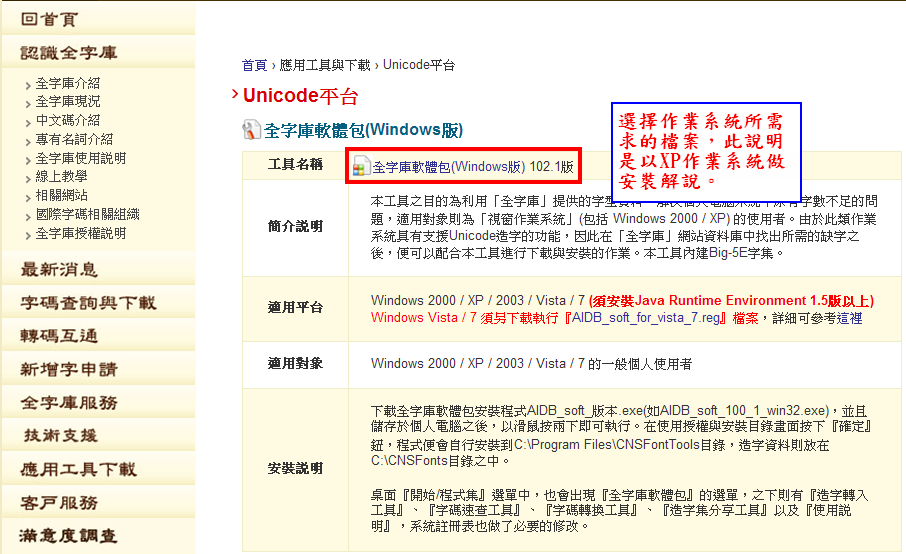 回首頁
認識全字庫
全字庫介紹
全字庫現況
中文碼介紹
專有名詞介紹
全字庫使用說明
線上教學
相關網站
國際字碼相關組織
全字庫授權說明
最新消息
字碼查詢與下載
轉碼互通
新增字申請
全字庫服務
技術支援
應用工具下載
客戶服務
滿意度調查
首頁 › 應用工具與下載 › Unicode平台
Unicode平台
全字庫軟體包(Windows版)
選擇作業系統所需
求的檔案，此說明
是以XP作業系統做
安裝解說。
工具名稱
全字庫軟體包(Windows版) 102.1版
簡介說明
本工具之目的為利用「全字庫」提供的字型資料，解決個人電腦系統中原有字數不足的問
題，適用對象則為「視窗作業系統」(包括 Windows 2000 / XP) 的使用者。由於此類作業
系統具有支援Unicode造字的功能，因此在「全字庫」網站資料庫中找出所需的缺字之
後，便可以配合本工具進行下載與安裝的作業。本工具內建Big-5E字集。
適用平台
Windows 2000 / XP / 2003 / Vista / 7 (須安裝Java Runtime Environment 1.5版以上)
Windows Vista / 7 須另下載執行『AIDB_soft_for_vista_7.reg』檔案，詳細可參考這裡
適用對象
Windows 2000 / XP / 2003 / Vista / 7 的一般個人使用者
安裝說明
下載全字庫軟體包安裝程式AIDB_soft_版本.exe(如AIDB_soft_100_1_win32.exe)，並且
儲存於個人電腦之後，以滑鼠按兩下即可執行。在使用授權與安裝目錄畫面按下『確定』
鈕，程式便會自行安裝到C:\Program Files\CNSFontTools目錄，造字資料則放在
C:\CNSFonts目錄之中。
桌面『開始/程式集』選單中，也會出現『全字庫軟體包』的選單，之下則有『造字轉入
工具』、『字碼速查工具』、『字碼轉換工具』、『造字集分享工具』以及『使用說
明』，系統註冊表也做了必要的修改。